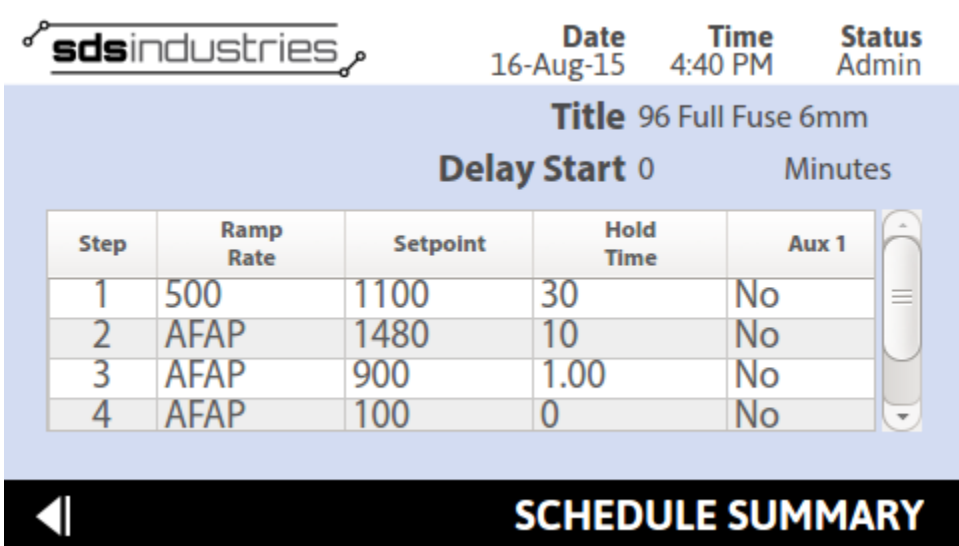 sdsindustries Date Time Status
16-Aug-15 4:40 PM Admin
Title 96 Full Fuse 6mm
Delay Start 0 Minutes
Step Ramp Rate Setpoint Hold Time Aux 1
1 500 1100 30 No
2 AFAP 1480 10 No
3 AFAP 900 1.00 No
4 AFAP 100 0 No
SCHEDULE SUMMARY